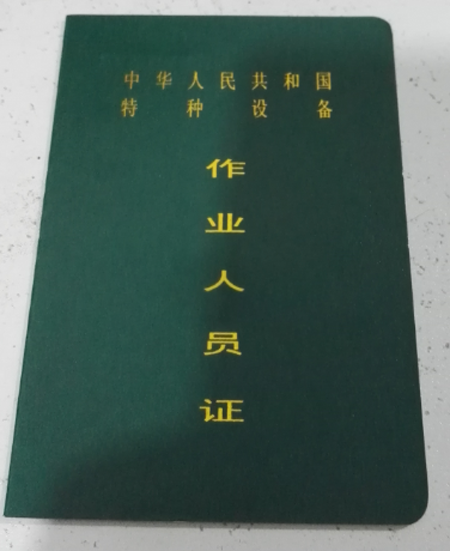 中华人民共和国
特种设备
作业人员证